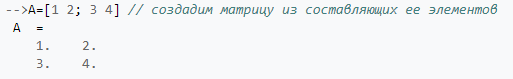 -->A=[1 2; 3 4] // создадим матрицу из составляющих ее элементов
A  =
1.    2.
3.    4.